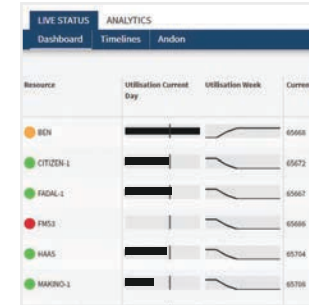 LIVE STATUS ANALYTICS
Dashboard Timelines Andon
Resource Utilisation Current Day Utilisation Week Curren
BEN 65668
CITIZEN-1 65672
FADAL-1 65667
FMS3 65666
HAAS 65704
MAKINO-1 65708